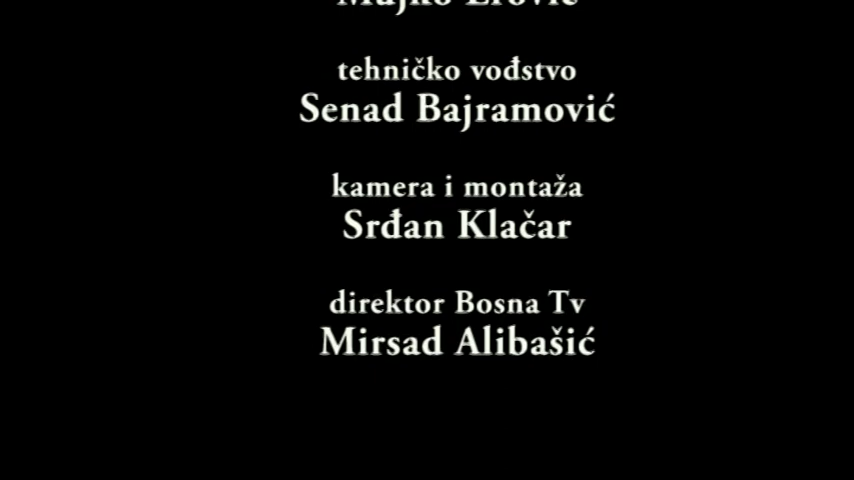 tehničko vođstvo
Senad Bajramović
kamera i montaža
Srđan Klačar
direktor Bosna Tv
Mirsad Alibašić